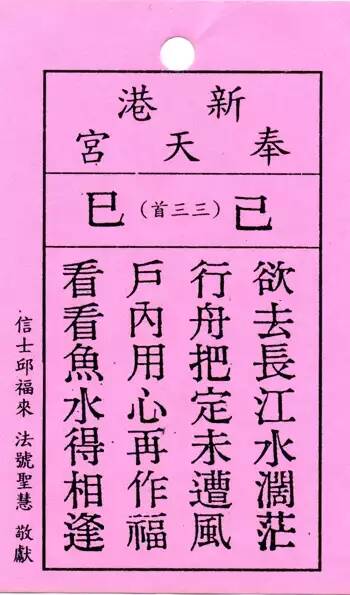 新港
奉天宮
己（三三首）巳
欲去長江水濶茫
行舟把定未遭風
戶內用心再作福
看看魚水得相逢
信士邱福來 法號聖慧 敬獻